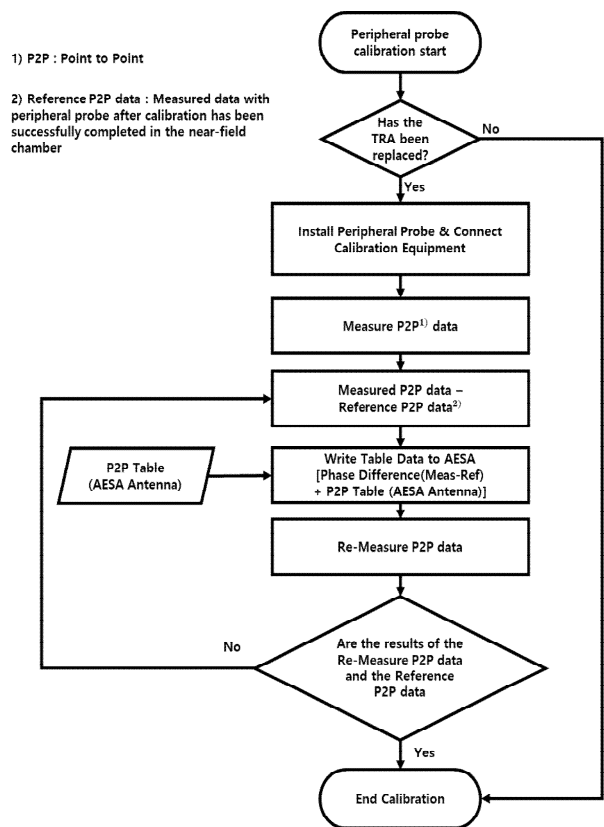 1) P2P : Point to Point
2) Reference P2P data : Measured data with
peripheral probe after calibration has been
successfully completed in the near-field
chamber
Peripheral probe
calibration start
Has the
TRA been
replaced?
No
Yes
Install Peripheral Probe & Connect
Calibration Equipment
Measure P2P¹⁾ data
Measured P2P data –
Reference P2P data²⁾
P2P Table
(AESA Antenna)
Write Table Data to AESA
[Phase Difference(Meas-Ref)
+ P2P Table (AESA Antenna)]
Re-Measure P2P data
Are the results of the
Re-Measure P2P data
and the Reference
P2P data
No
Yes
End Calibration